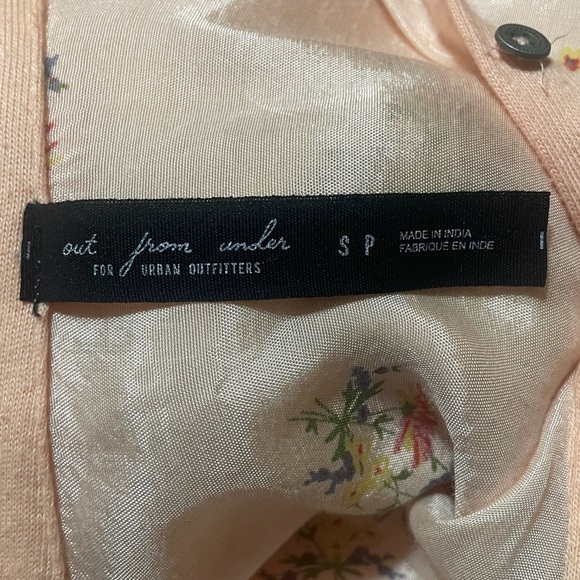 out from under
FOR URBAN OUTFITTERS
S P
MADE IN INDIA
FABRIQUÉ EN INDE